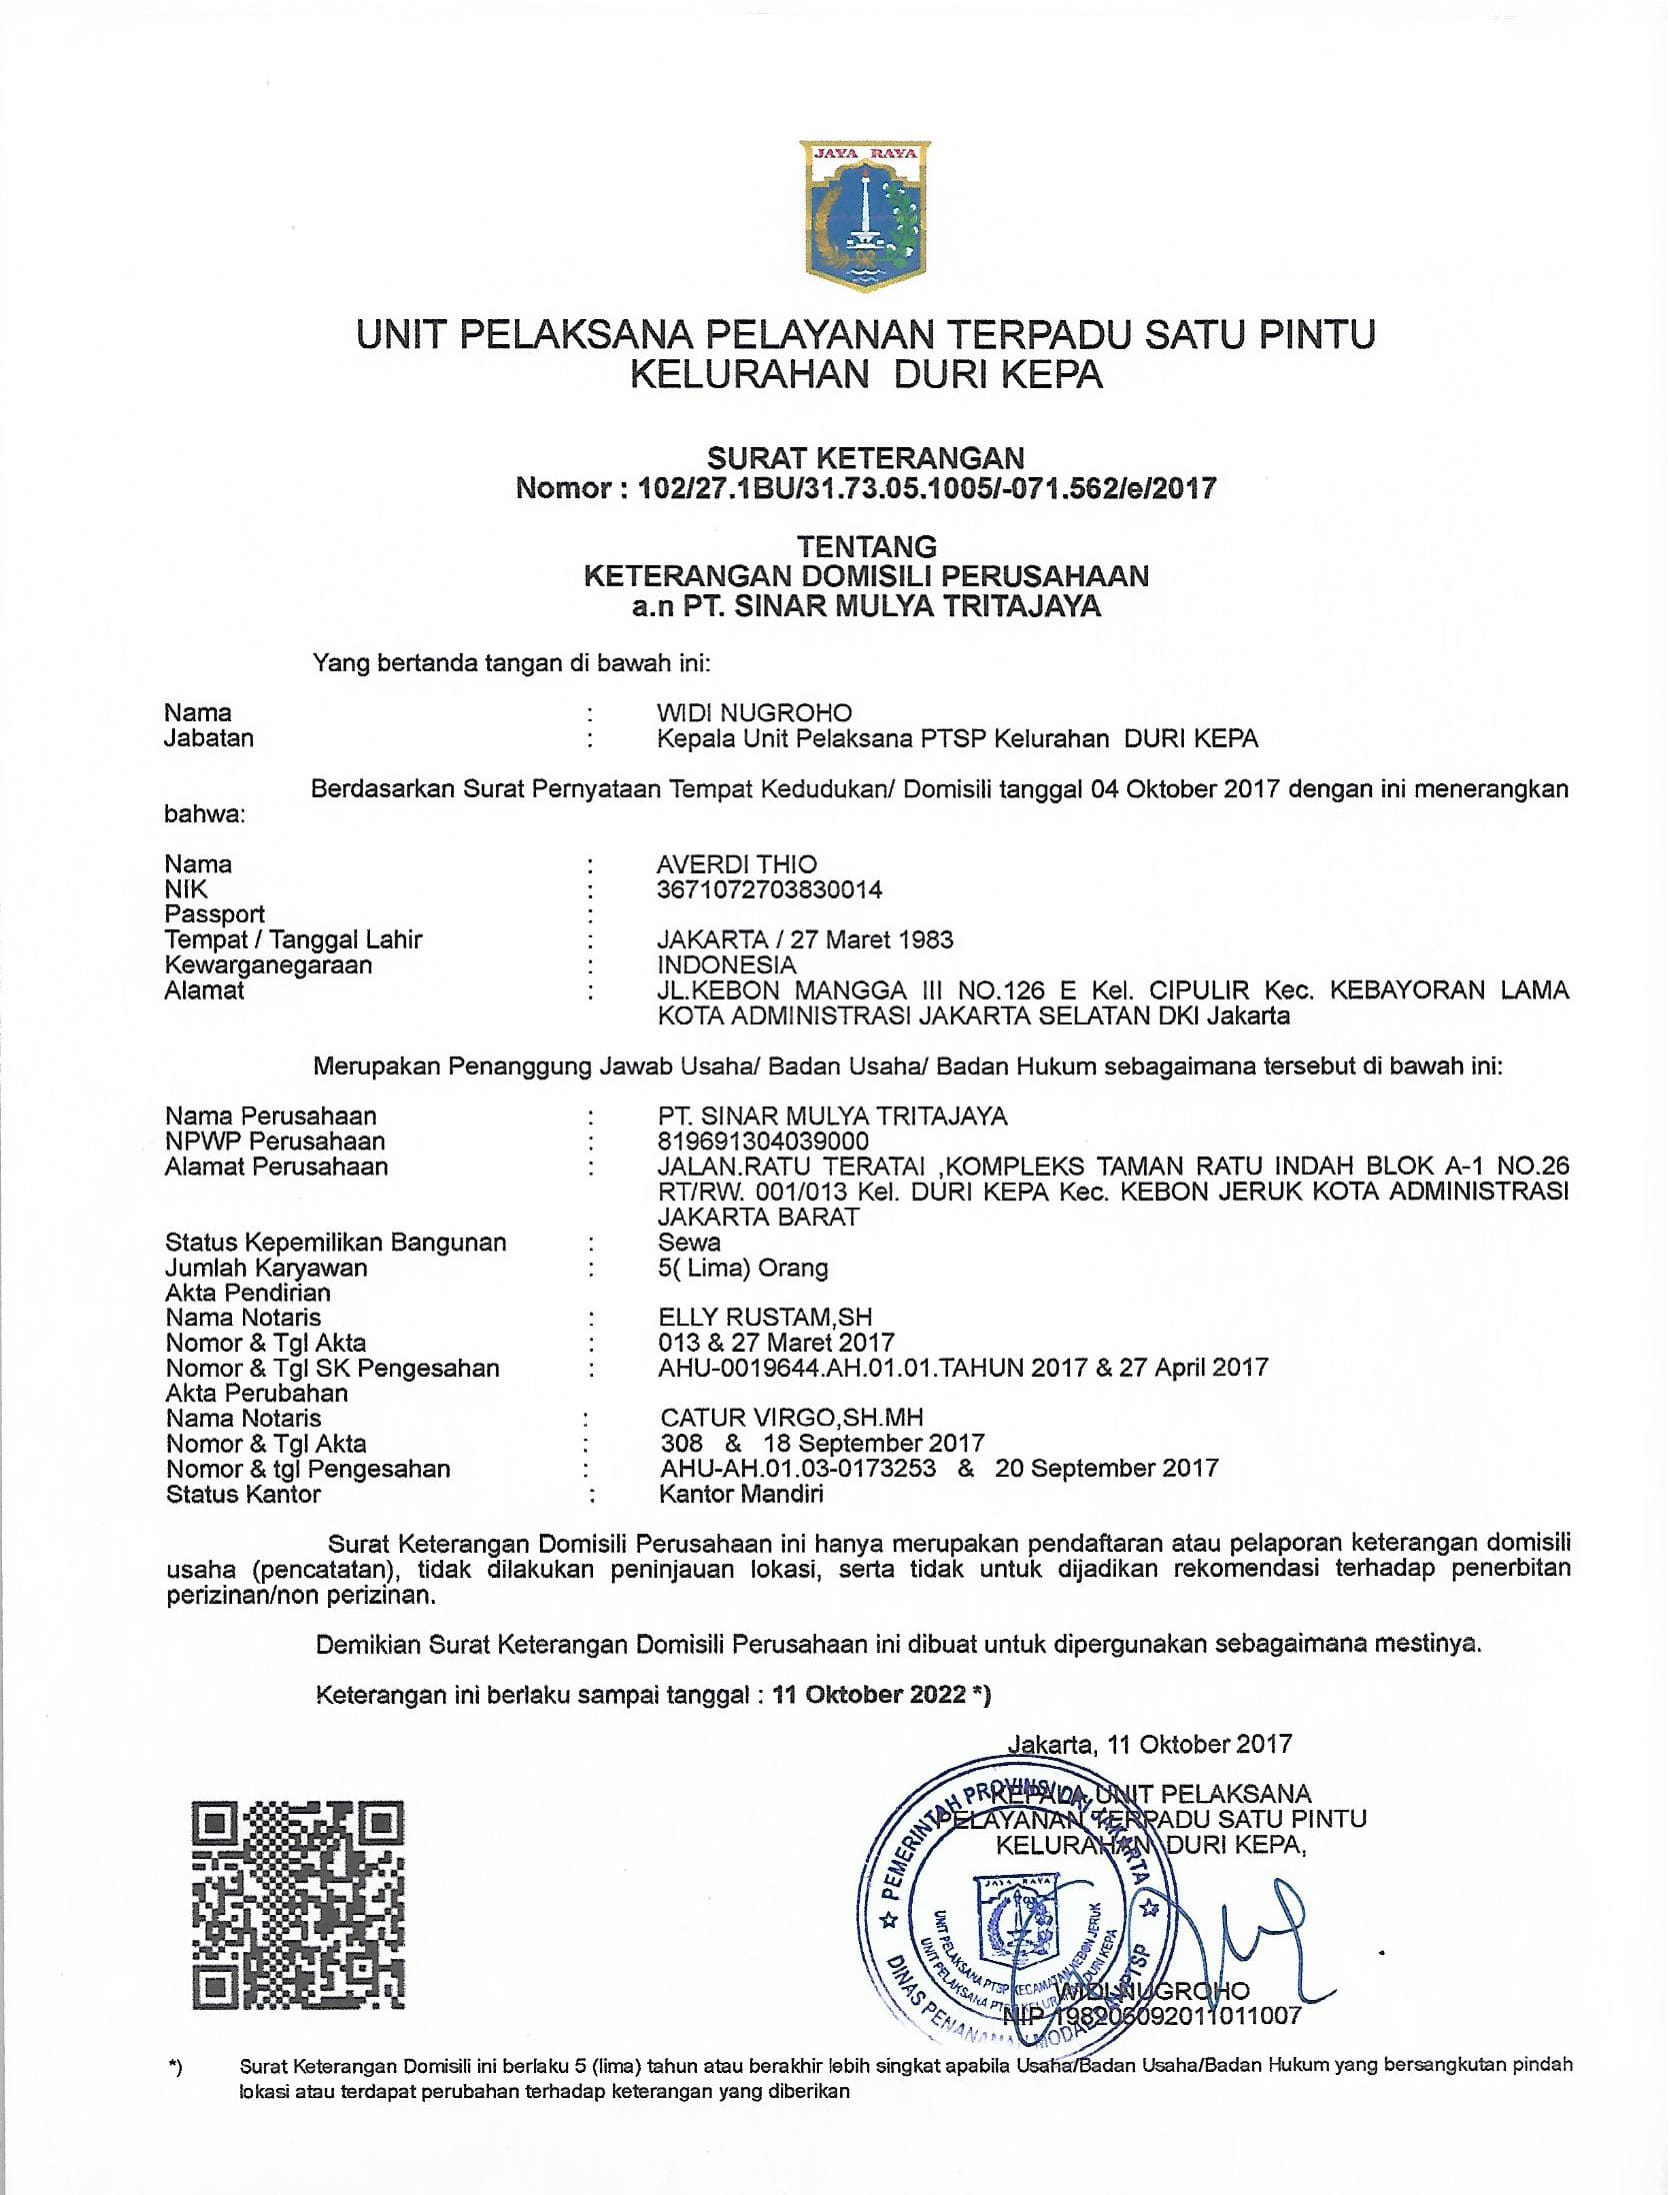 JAYA RAYA
UNIT PELAKSANA PELAYANAN TERPADU SATU PINTU
KELURAHAN DURI KEPA
SURAT KETERANGAN
Nomor : 102/27.1BU/31.73.05.1005/-071.562/e/2017
TENTANG
KETERANGAN DOMISILI PERUSAHAAN
a.n PT. SINAR MULYA TRITAJAYA
Yang bertanda tangan di bawah ini:
Nama : WIDI NUGROHO
Jabatan : Kepala Unit Pelaksana PTSP Kelurahan DURI KEPA
Berdasarkan Surat Pernyataan Tempat Kedudukan/ Domisili tanggal 04 Oktober 2017 dengan ini menerangkan
bahwa:
Nama : AVERDI THIO
NIK : 3671072703830014
Passport :
Tempat / Tanggal Lahir : JAKARTA / 27 Maret 1983
Kewarganegaraan : INDONESIA
Alamat : JL.KEBON MANGGA III NO.126 E Kel. CIPULIR Kec. KEBAYORAN LAMA
KOTA ADMINISTRASI JAKARTA SELATAN DKI Jakarta
Merupakan Penanggung Jawab Usaha/ Badan Usaha/ Badan Hukum sebagaimana tersebut di bawah ini:
Nama Perusahaan : PT. SINAR MULYA TRITAJAYA
NPWP Perusahaan : 819691304039000
Alamat Perusahaan : JALAN.RATU TERATAI ,KOMPLEKS TAMAN RATU INDAH BLOK A-1 NO.26
RT/RW. 001/013 Kel. DURI KEPA Kec. KEBON JERUK KOTA ADMINISTRASI
JAKARTA BARAT
Status Kepemilikan Bangunan : Sewa
Jumlah Karyawan : 5( Lima) Orang
Akta Pendirian
Nama Notaris : ELLY RUSTAM,SH
Nomor & Tgl Akta : 013 & 27 Maret 2017
Nomor & Tgl SK Pengesahan : AHU-0019644.AH.01.01.TAHUN 2017 & 27 April 2017
Akta Perubahan
Nama Notaris : CATUR VIRGO,SH.MH
Nomor & Tgl Akta : 308 & 18 September 2017
Nomor & tgl Pengesahan : AHU-AH.01.03-0173253 & 20 September 2017
Status Kantor : Kantor Mandiri
Surat Keterangan Domisili Perusahaan ini hanya merupakan pendaftaran atau pelaporan keterangan domisili
usaha (pencatatan), tidak dilakukan peninjauan lokasi, serta tidak untuk dijadikan rekomendasi terhadap penerbitan
perizinan/non perizinan.
Demikian Surat Keterangan Domisili Perusahaan ini dibuat untuk dipergunakan sebagaimana mestinya.
Keterangan ini berlaku sampai tanggal : 11 Oktober 2022 *)
Jakarta, 11 Oktober 2017
KEPALA UNIT PELAKSANA
PELAYANAN TERPADU SATU PINTU
KELURAHAN DURI KEPA,
PEMERINTAH PROVINSI DKI JAKARTA
JAYA RAYA
UNIT PELAKSANA PTSP KECAMATAN KEBON JERUK
UNIT PELAKSANA PTSP KELURAHAN DURI KEPA
DINAS PENANAMAN MODAL PTSP
WIDI NUGROHO
NIP 198206092011011007
*) Surat Keterangan Domisili ini berlaku 5 (lima) tahun atau berakhir lebih singkat apabila Usaha/Badan Usaha/Badan Hukum yang bersangkutan pindah
lokasi atau terdapat perubahan terhadap keterangan yang diberikan